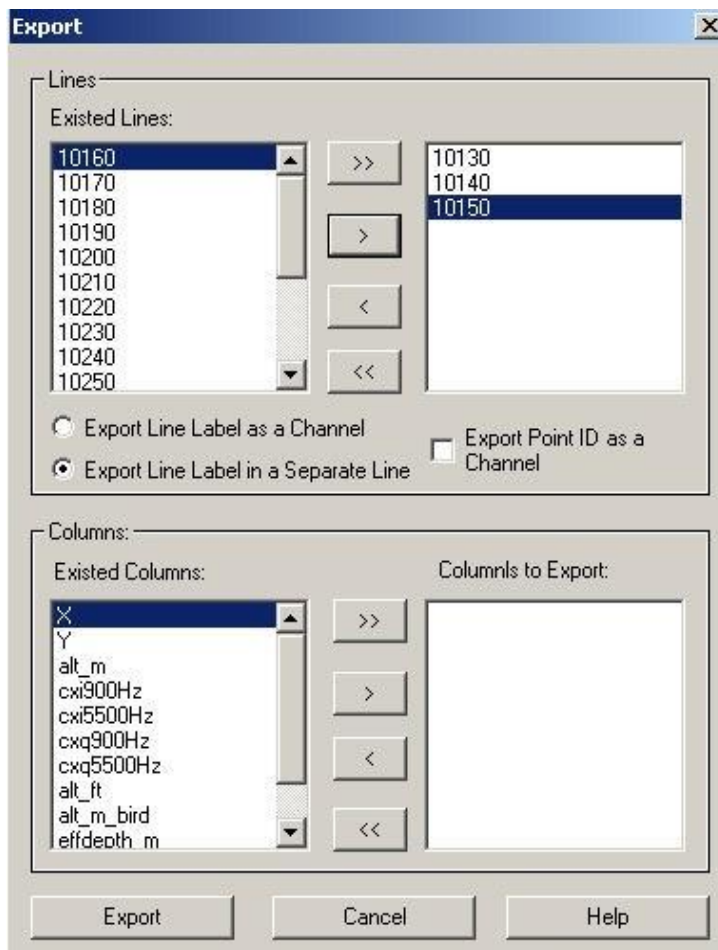 Export
Lines
Existed Lines:
10160
10170
10180
10190
10200
10210
10220
10230
10240
10250
>>
>
<
<<
10130
10140
10150
Export Line Label as a Channel
Export Line Label in a Separate Line
Export Point ID as a
Channel
Columns:
Existed Columns:
X
Y
alt_m
cxi900Hz
cxi5500Hz
cxq900Hz
cxq5500Hz
alt_ft
alt_m_bird
effdepth_m
>>
>
<
<<
Columnls to Export:
Export
Cancel
Help